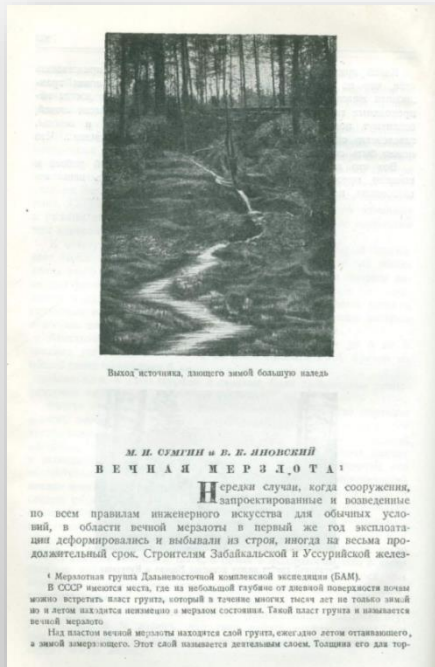 Выход источника, дающего зимой большую наледь
М. И. СУМГИН и В. К. ЯНОВСКИЙ
ВЕЧНАЯ МЕРЗЛОТА¹
Нередки случаи, когда сооружения,
запроектированные и возведенные
по всем правилам инженерного искусства для обычных усло-
вий, в области вечной мерзлоты в первый же год эксплоата-
ции деформировались и выбывали из строя, иногда на весьма про-
должительный срок. Строителям Забайкальской и Уссурийской желез-
¹ Мерзлотная группа Дальневосточной комплексной экспедиции (БАМ).
В СССР имеются места, где на небольшой глубине от дневной поверхности почвы
можно встретить пласт грунта, который в течение многих тысяч лет не только зимой
но и летом находится неизменно в мерзлом состоянии. Такой пласт грунта и называется
вечной мерзлото
Над пластом вечной мерзлоты находится слой грунта, ежегодно летом оттаивающего,
а зимой замерзающего. Этот слой называется деятельным слоем. Толщина его для тор-